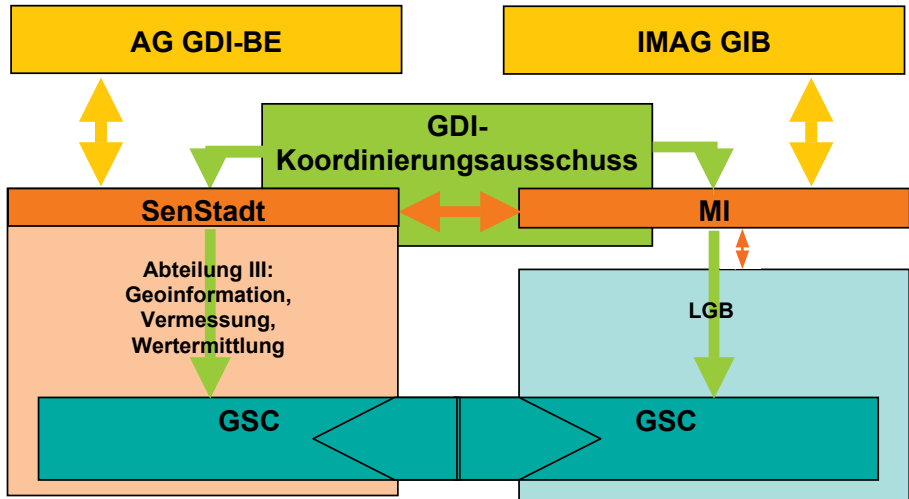 AG GDI-BE
IMAG GIB
GDI-
Koordinierungsausschuss
SenStadt
MI
Abteilung III:
Geoinformation,
Vermessung,
Wertermittlung
LGB
GSC
GSC